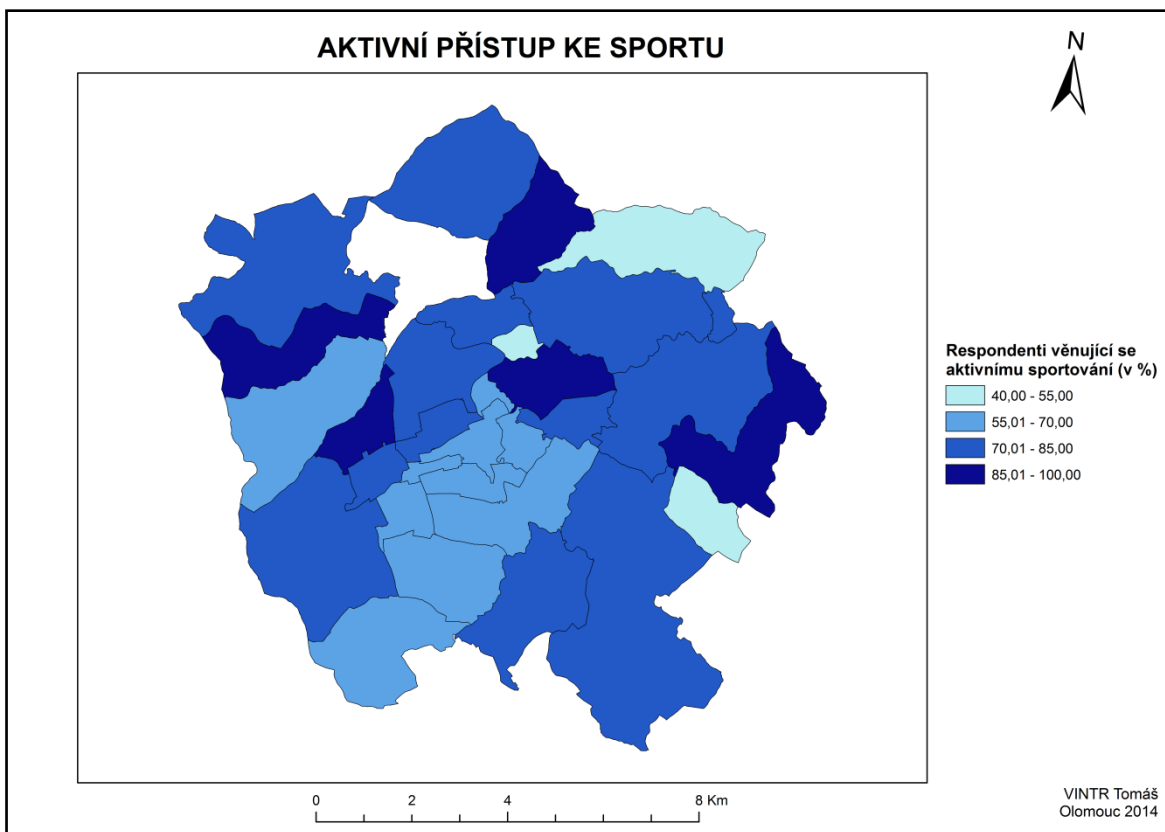 AKTIVNÍ PŘÍSTUP KE SPORTU
N
Respondenti věnující se
aktivnímu sportování (v %)
40,00 - 55,00
55,01 - 70,00
70,01 - 85,00
85,01 - 100,00
0 2 4 8 Km
VINTR Tomáš
Olomouc 2014